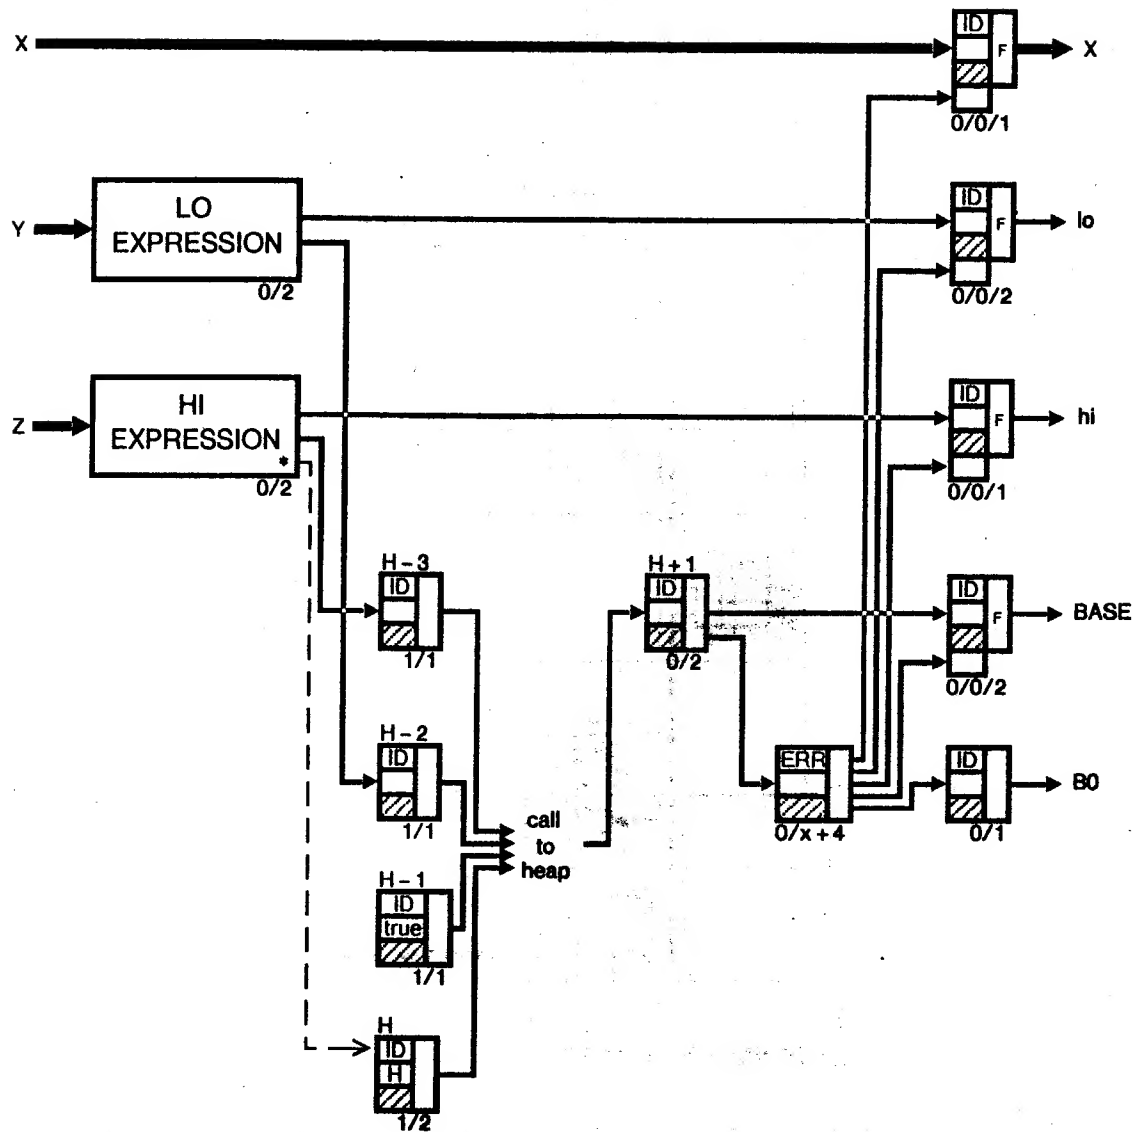 ID
X
F
X
0/0/1
LO
EXPRESSION
Y
0/2
ID
F
lo
0/0/2
HI
EXPRESSION
*
Z
0/2
ID
F
hi
0/0/1
H - 3
ID
1/1
H + 1
ID
0/2
ID
F
BASE
0/0/2
H - 2
ID
1/1
ERR
0/x + 4
ID
B0
0/1
call
to
heap
H - 1
ID
true
1/1
H
ID
H
1/2